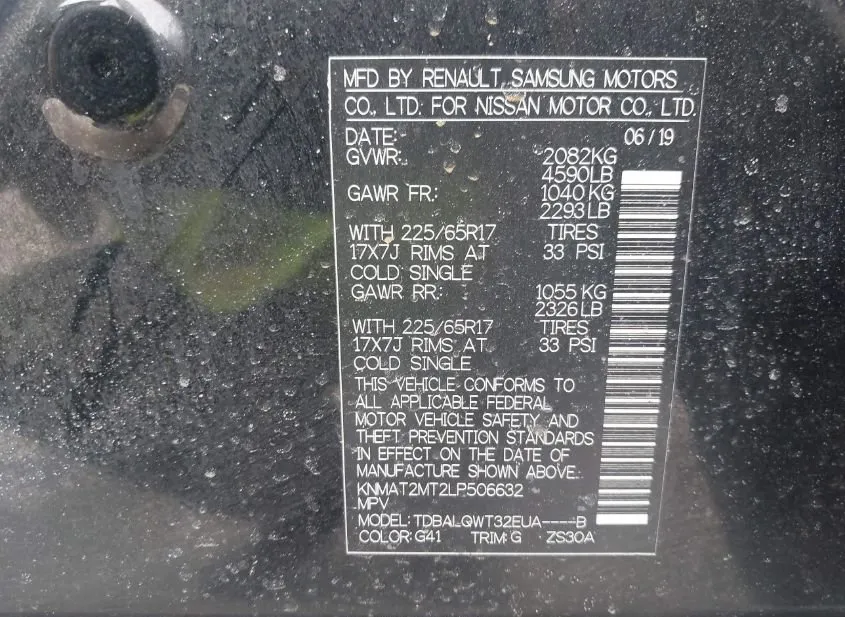 MFD BY RENAULT SAMSUNG MOTORS
CO., LTD. FOR NISSAN MOTOR CO., LTD.
DATE: 06 / 19
GVWR: 2082KG
4590LB
GAWR FR.: 1040 KG
2293 LB
WITH 225/65R17 TIRES
17X7J RIMS AT 33 PSI
COLD SINGLE
GAWR RR.: 1055 KG
2326 LB
WITH 225/65R17 TIRES
17X7J RIMS AT 33 PSI
COLD SINGLE
THIS VEHICLE CONFORMS TO
ALL APPLICABLE FEDERAL
MOTOR VEHICLE SAFETY AND
THEFT PREVENTION STANDARDS
IN EFFECT ON THE DATE OF
MANUFACTURE SHOWN ABOVE.
KNMAT2MT2LP506632
MPV
MODEL: TDBALQWT32EUA----B
COLOR: G41 TRIM: G ZS30A